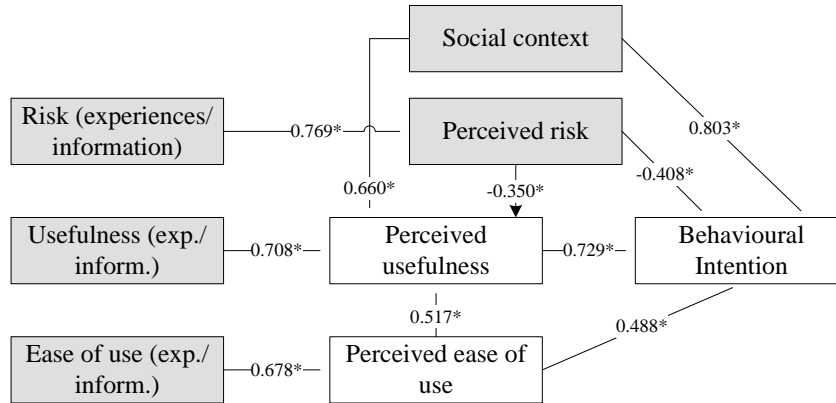 Social context
Risk (experiences/
information)
0.769*
Perceived risk
0.803*
-0.408*
0.660*
-0.350*
Usefulness (exp./
inform.)
0.708*
Perceived
usefulness
0.729*
Behavioural
Intention
0.517*
0.488*
Ease of use (exp./
inform.)
0.678*
Perceived ease of
use